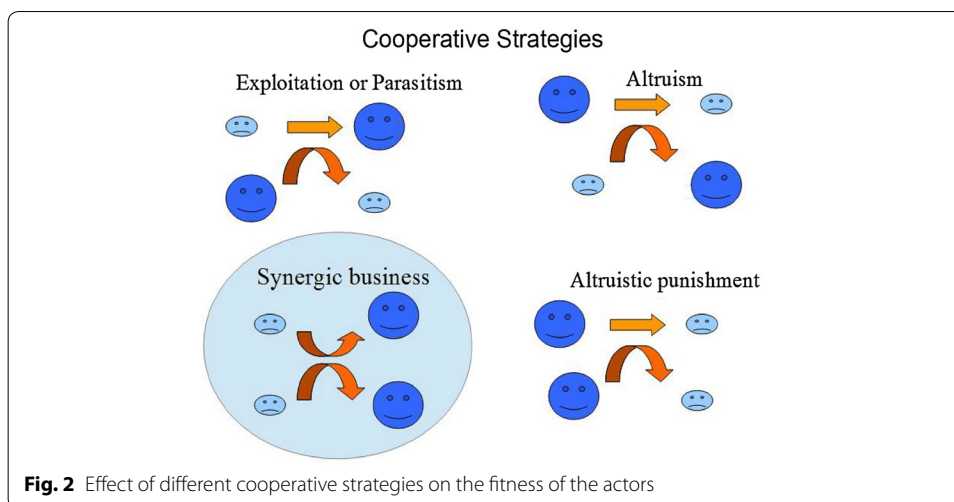 Cooperative Strategies
Exploitation or Parasitism
Altruism
Synergic business
Altruistic punishment
Fig. 2 Effect of different cooperative strategies on the fitness of the actors